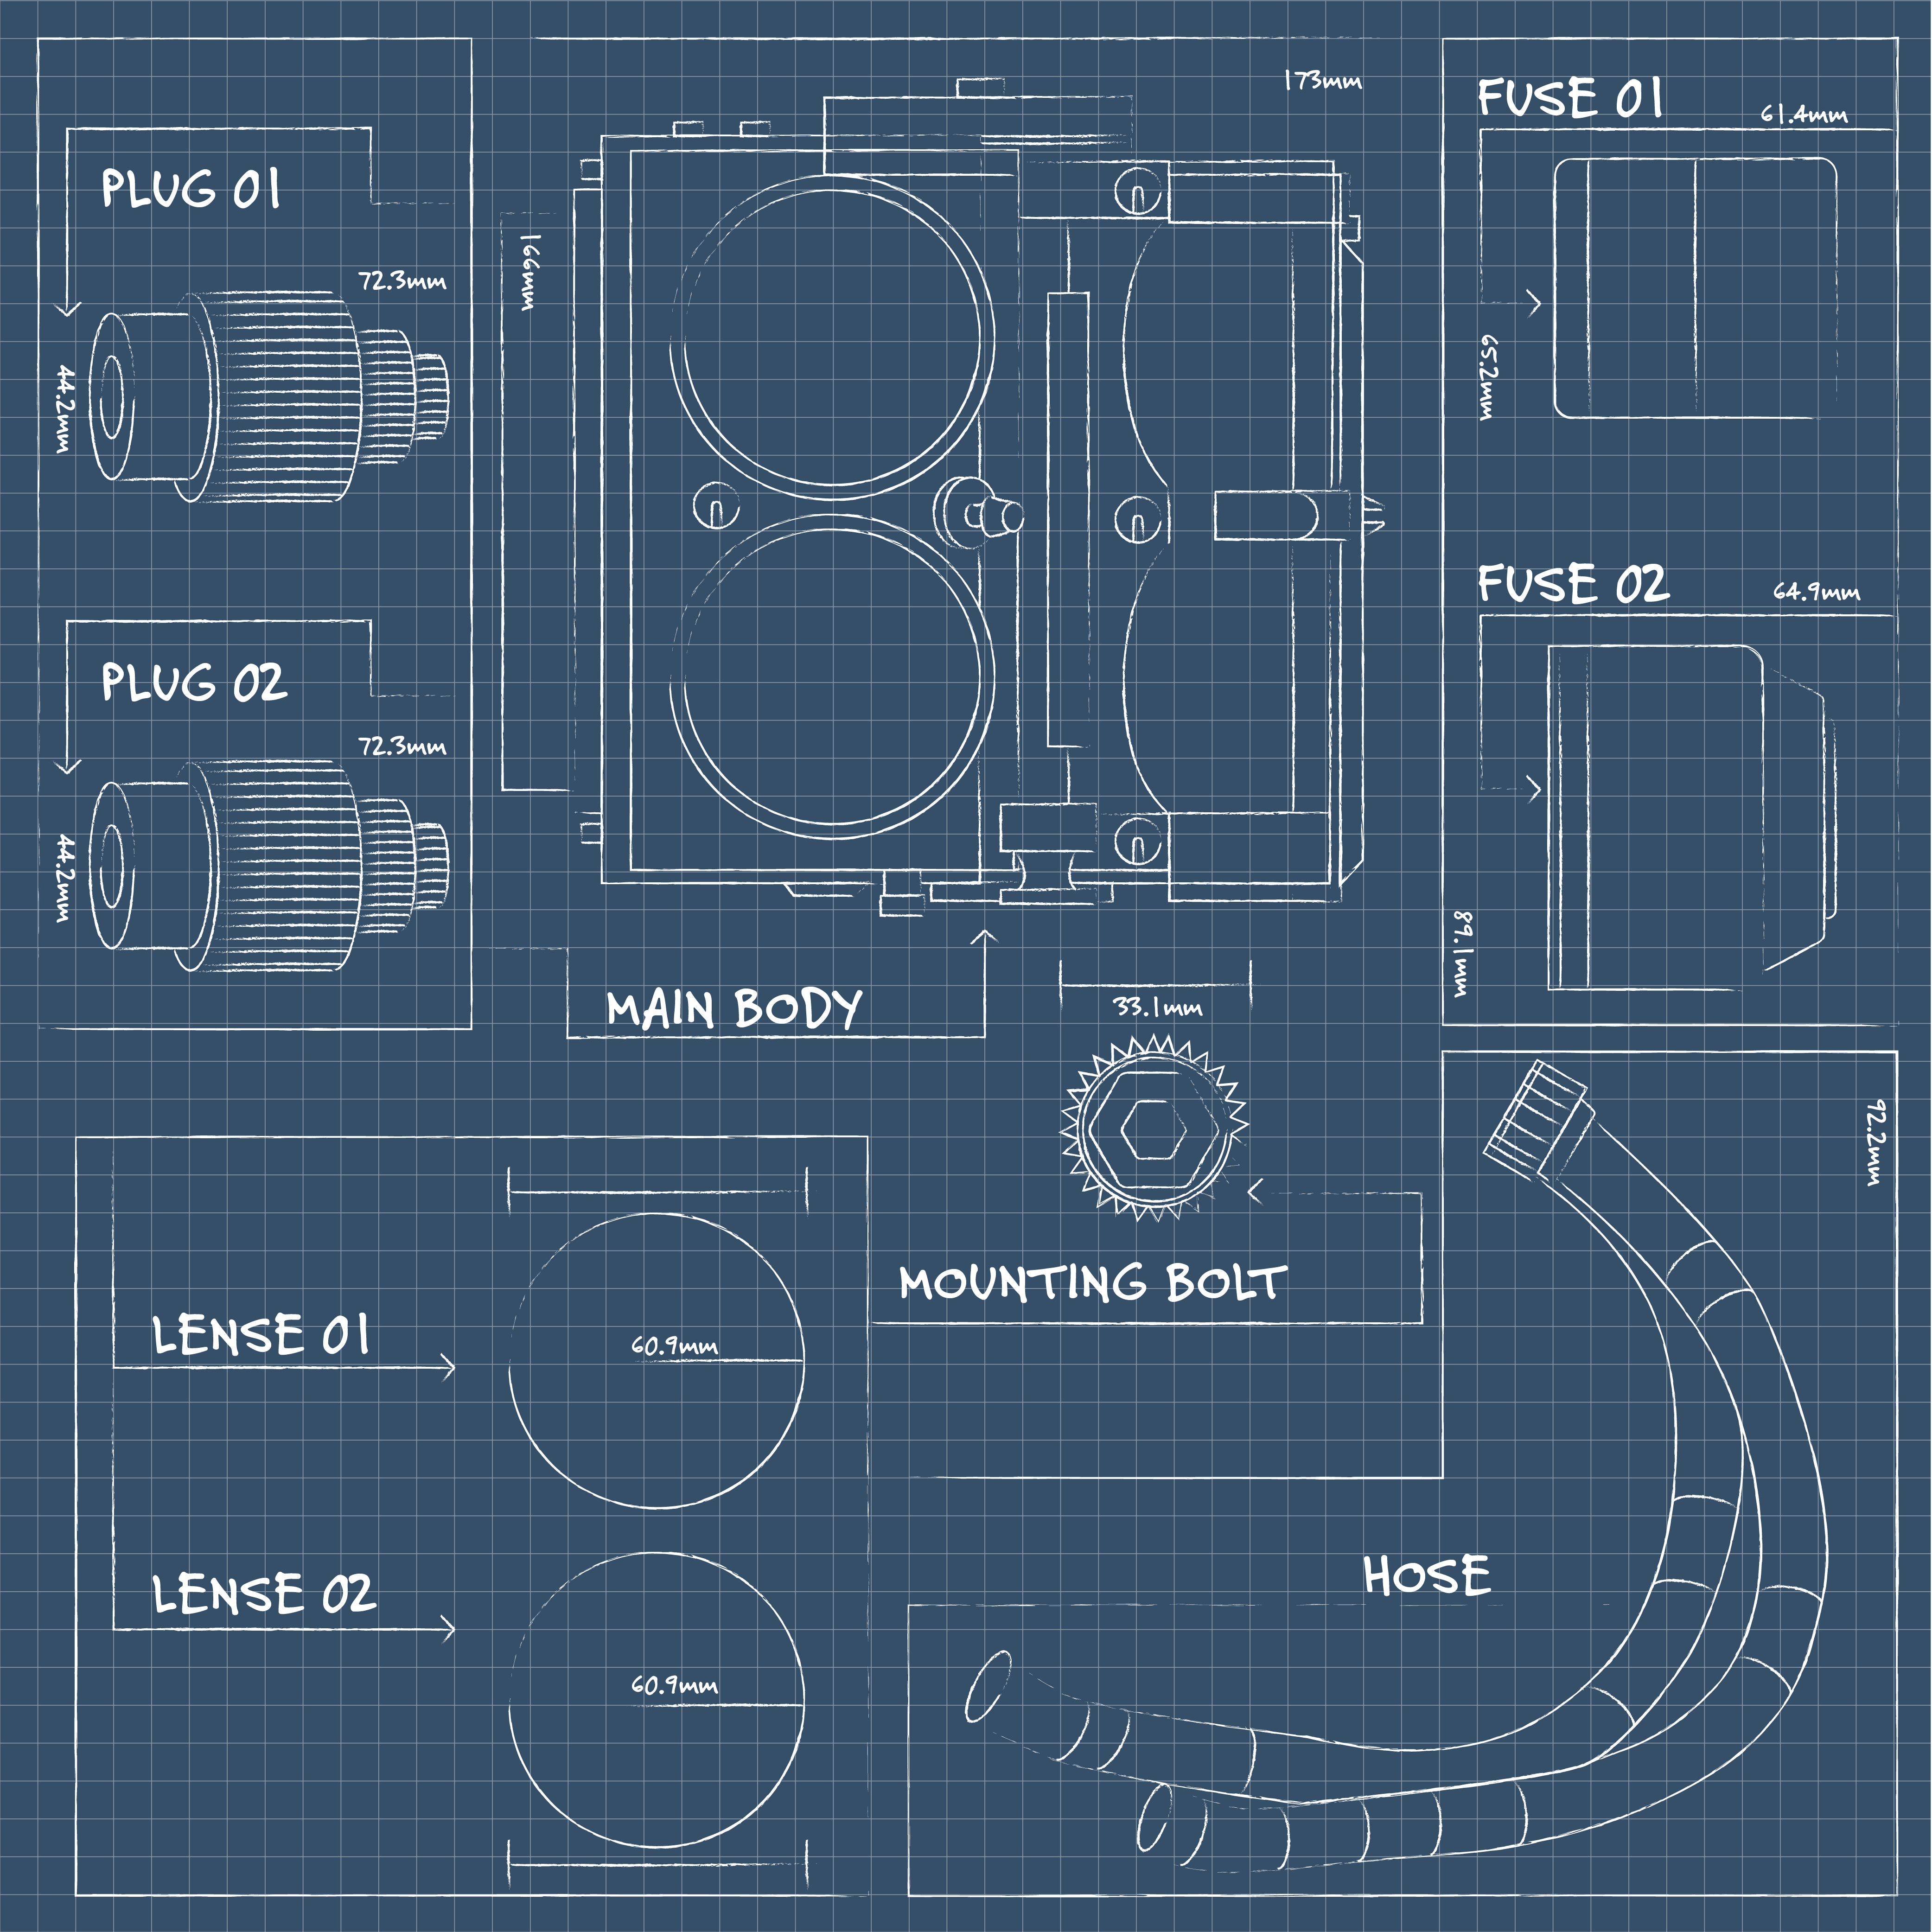 PLUG 01
72.3mm
44.2mm
PLUG 02
72.3mm
44.2mm
173mm
166mm
MAIN BODY
FUSE 01
61.4mm
65.2mm
FUSE 02
64.9mm
89.1mm
33.1mm
MOUNTING BOLT
LENSE 01
60.9mm
LENSE 02
60.9mm
92.2mm
HOSE